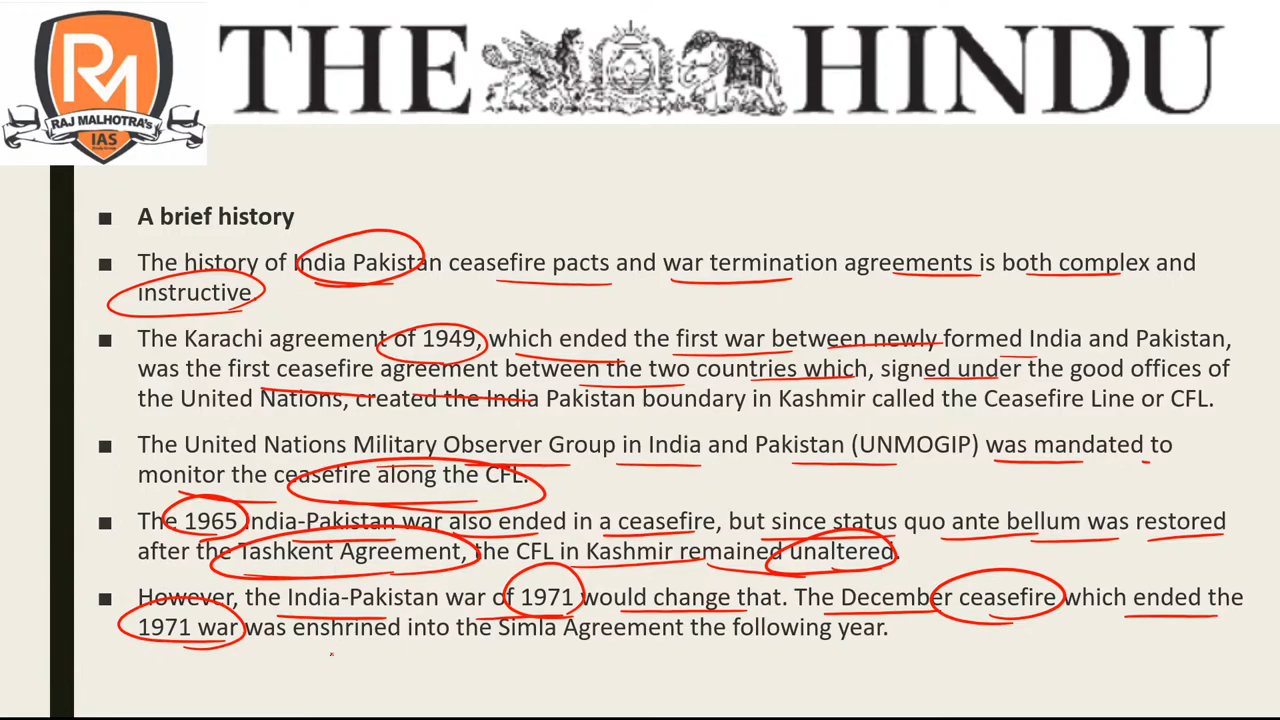 RM
RAJ MALHOTRA'S
IAS
THE HINDU
A brief history
The history of India Pakistan ceasefire pacts and war termination agreements is both complex and
instructive.
The Karachi agreement of 1949, which ended the first war between newly formed India and Pakistan,
was the first ceasefire agreement between the two countries which, signed under the good offices of
the United Nations, created the India Pakistan boundary in Kashmir called the Ceasefire Line or CFL.
The United Nations Military Observer Group in India and Pakistan (UNMOGIP) was mandated to
monitor the ceasefire along the CFL.
The 1965 India-Pakistan war also ended in a ceasefire, but since status quo ante bellum was restored
after the Tashkent Agreement, the CFL in Kashmir remained unaltered.
However, the India-Pakistan war of 1971 would change that. The December ceasefire which ended the
1971 war was enshrined into the Simla Agreement the following year.